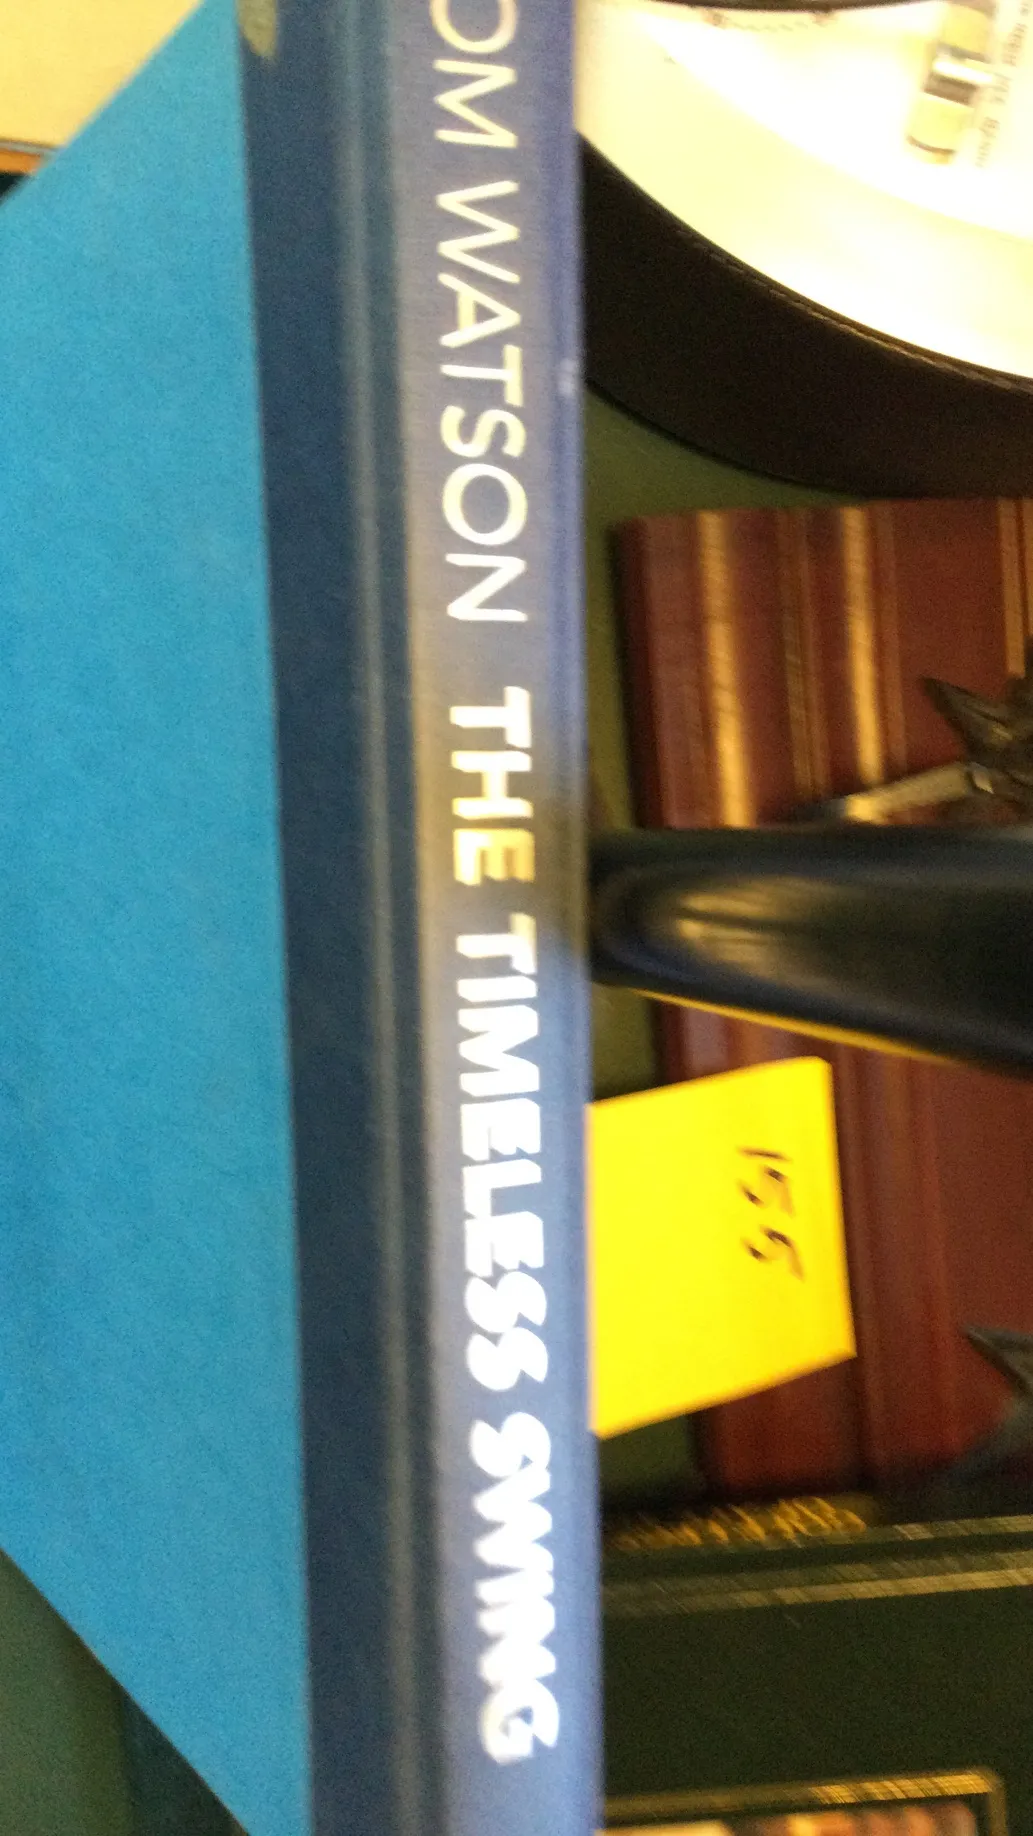 OM WATSON THE TIMELESS SWING
155